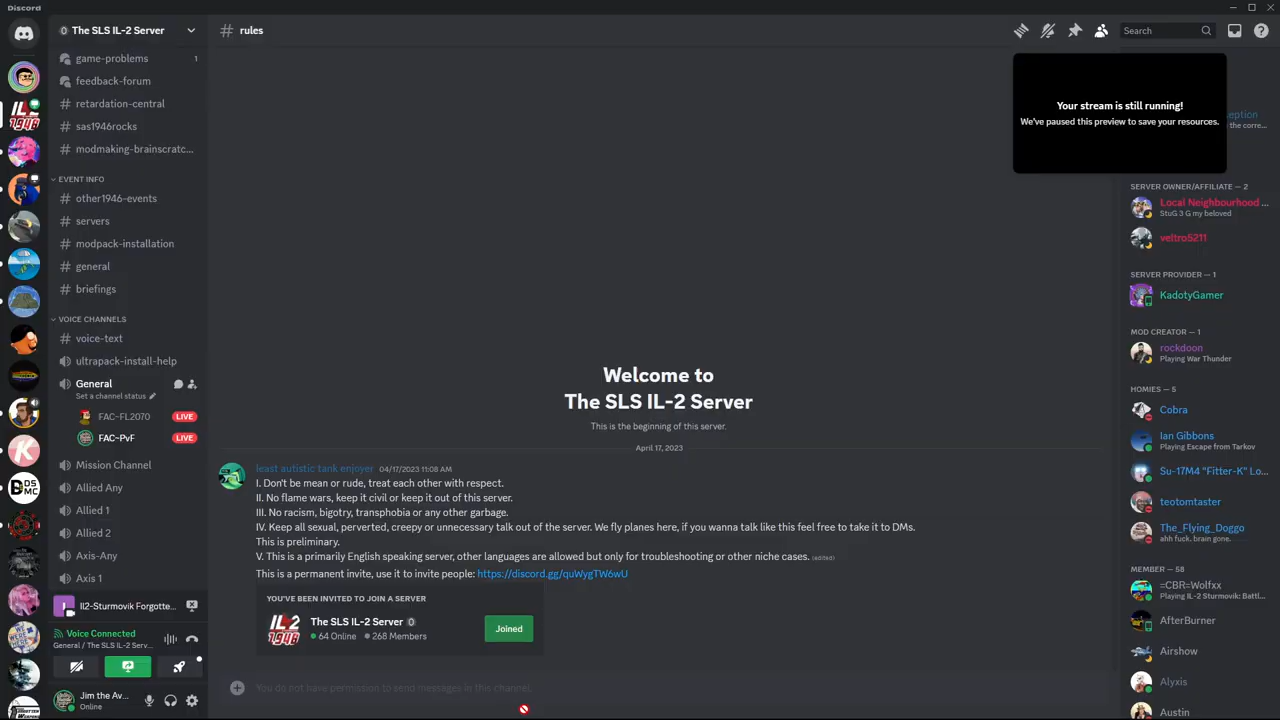 Discord
The SLS IL-2 Server
rules
Search
game-problems
1
feedback-forum
retardation-central
sas1946rocks
modmaking-brainscratc...
EVENT INFO
other1946-events
servers
modpack-installation
general
briefings
VOICE CHANNELS
voice-text
ultrapack-install-help
General
Set a channel status
FAC-FL2070
LIVE
FAC-PvF
LIVE
Mission Channel
Allied Any
Allied 1
Allied 2
Axis-Any
Axis 1
Il2-Sturmovik Forgotte...
Voice Connected
General / The SLS IL-2 Serv...
Jim the Av...
Online
Welcome to
The SLS IL-2 Server
This is the beginning of this server.
April 17, 2023
least autistic tank enjoyer 04/17/2023 11:08 AM
I. Don't be mean or rude, treat each other with respect.
II. No flame wars, keep it civil or keep it out of this server.
III. No racism, bigotry, transphobia or any other garbage.
IV. Keep all sexual, perverted, creepy or unnecessary talk out of the server. We fly planes here, if you wanna talk like this feel free to take it to DMs.
This is preliminary.
V. This is a primarily English speaking server, other languages are allowed but only for troubleshooting or other niche cases. (edited)
This is a permanent invite, use it to invite people: https://discord.gg/quWygTW6wU
YOU'VE BEEN INVITED TO JOIN A SERVER
IL-2
1946
The SLS IL-2 Server
64 Online 268 Members
Joined
You do not have permission to send messages in this channel.
Your stream is still running!
We've paused this preview to save your resources.
eption
the corre...
SERVER OWNER/AFFILIATE — 2
Local Neighbourhood ...
StuG 3 G my beloved
veltro5211
SERVER PROVIDER — 1
KadotyGamer
MOD CREATOR — 1
rockdoon
Playing War Thunder
HOMIES — 5
Cobra
Ian Gibbons
Playing Escape from Tarkov
Su-17M4 "Fitter-K" Lo...
teotomtaster
The_Flying_Doggo
ahh fuck. brain gone.
MEMBER — 58
=CBR=Wolfxx
Playing IL-2 Sturmovik: Battl...
AfterBurner
Airshow
Alyxis
Austin